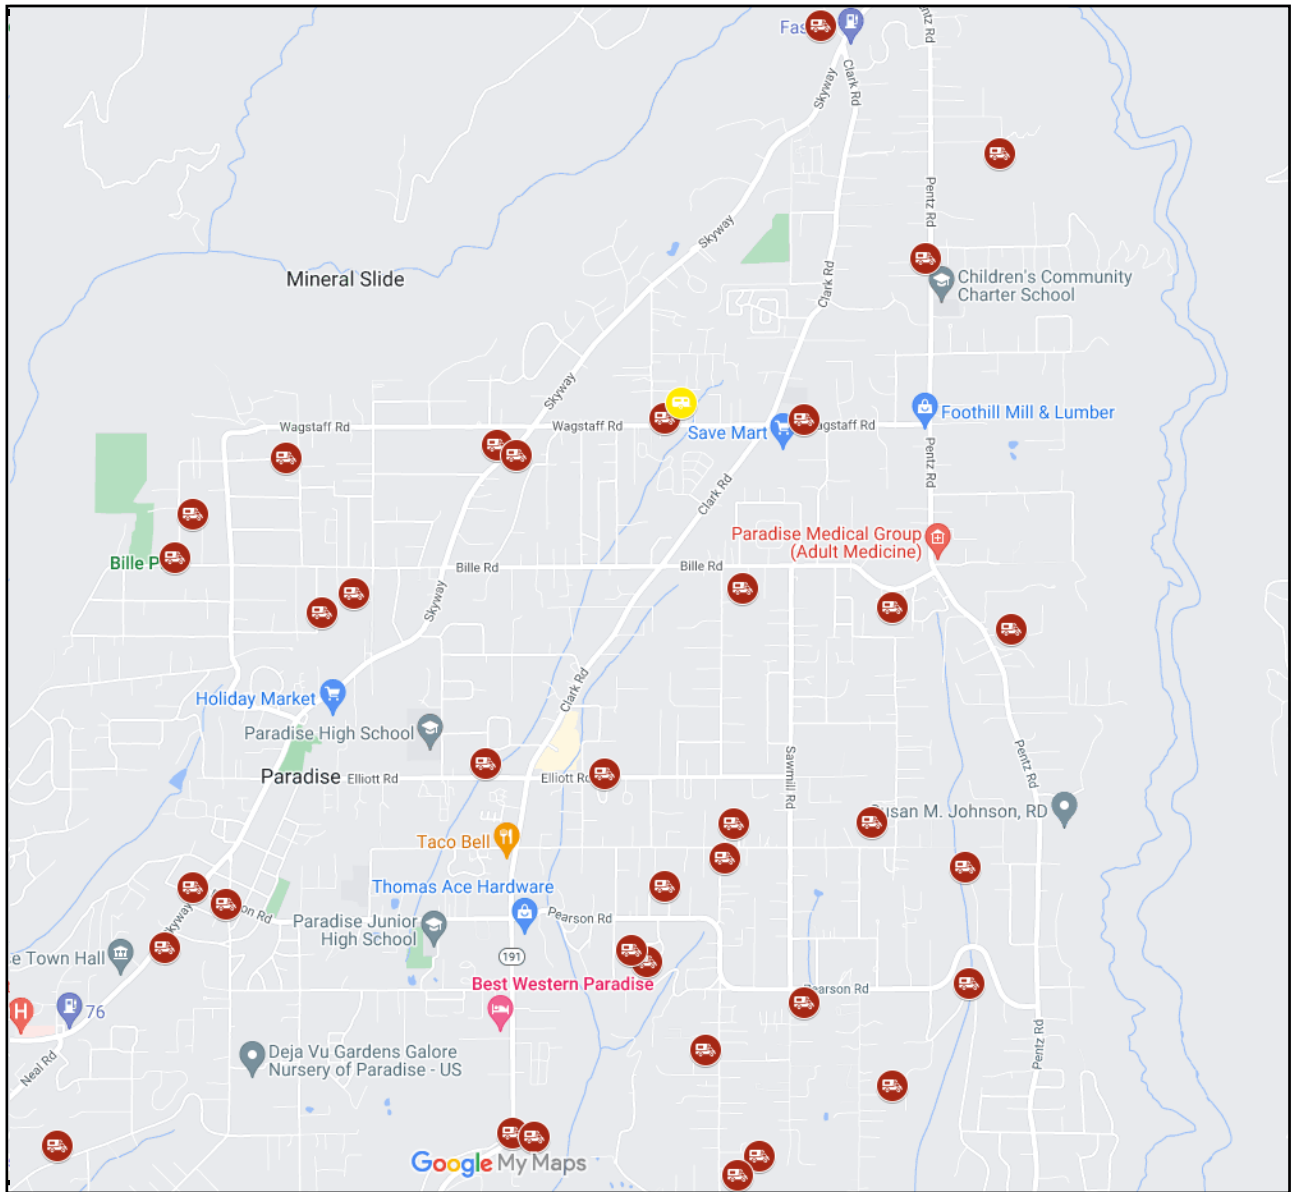 Fas
ntz Rd
Skyway
Clark Rd
Pentz Rd
Skyway
Mineral Slide
Clark Rd
Children's Community
Charter School
Skyway
Wagstaff Rd
Wagstaff Rd
Save Mart
agstaff Rd
Foothill Mill & Lumber
Pentz Rd
Clark Rd
Paradise Medical Group
(Adult Medicine)
Bille P
Bille Rd
Bille Rd
Skyway
Holiday Market
Clark Rd
Paradise High School
Paradise
Elliott Rd
Elliott Rd
Sawmill Rd
Pentz Rd
Susan M. Johnson, RD
Taco Bell
Thomas Ace Hardware
on Rd
Skyway
Paradise Junior
High School
Pearson Rd
e Town Hall
191
Best Western Paradise
Pearson Rd
H
76
Neal Rd
Deja Vu Gardens Galore
Nursery of Paradise - US
Pentz Rd
Google My Maps